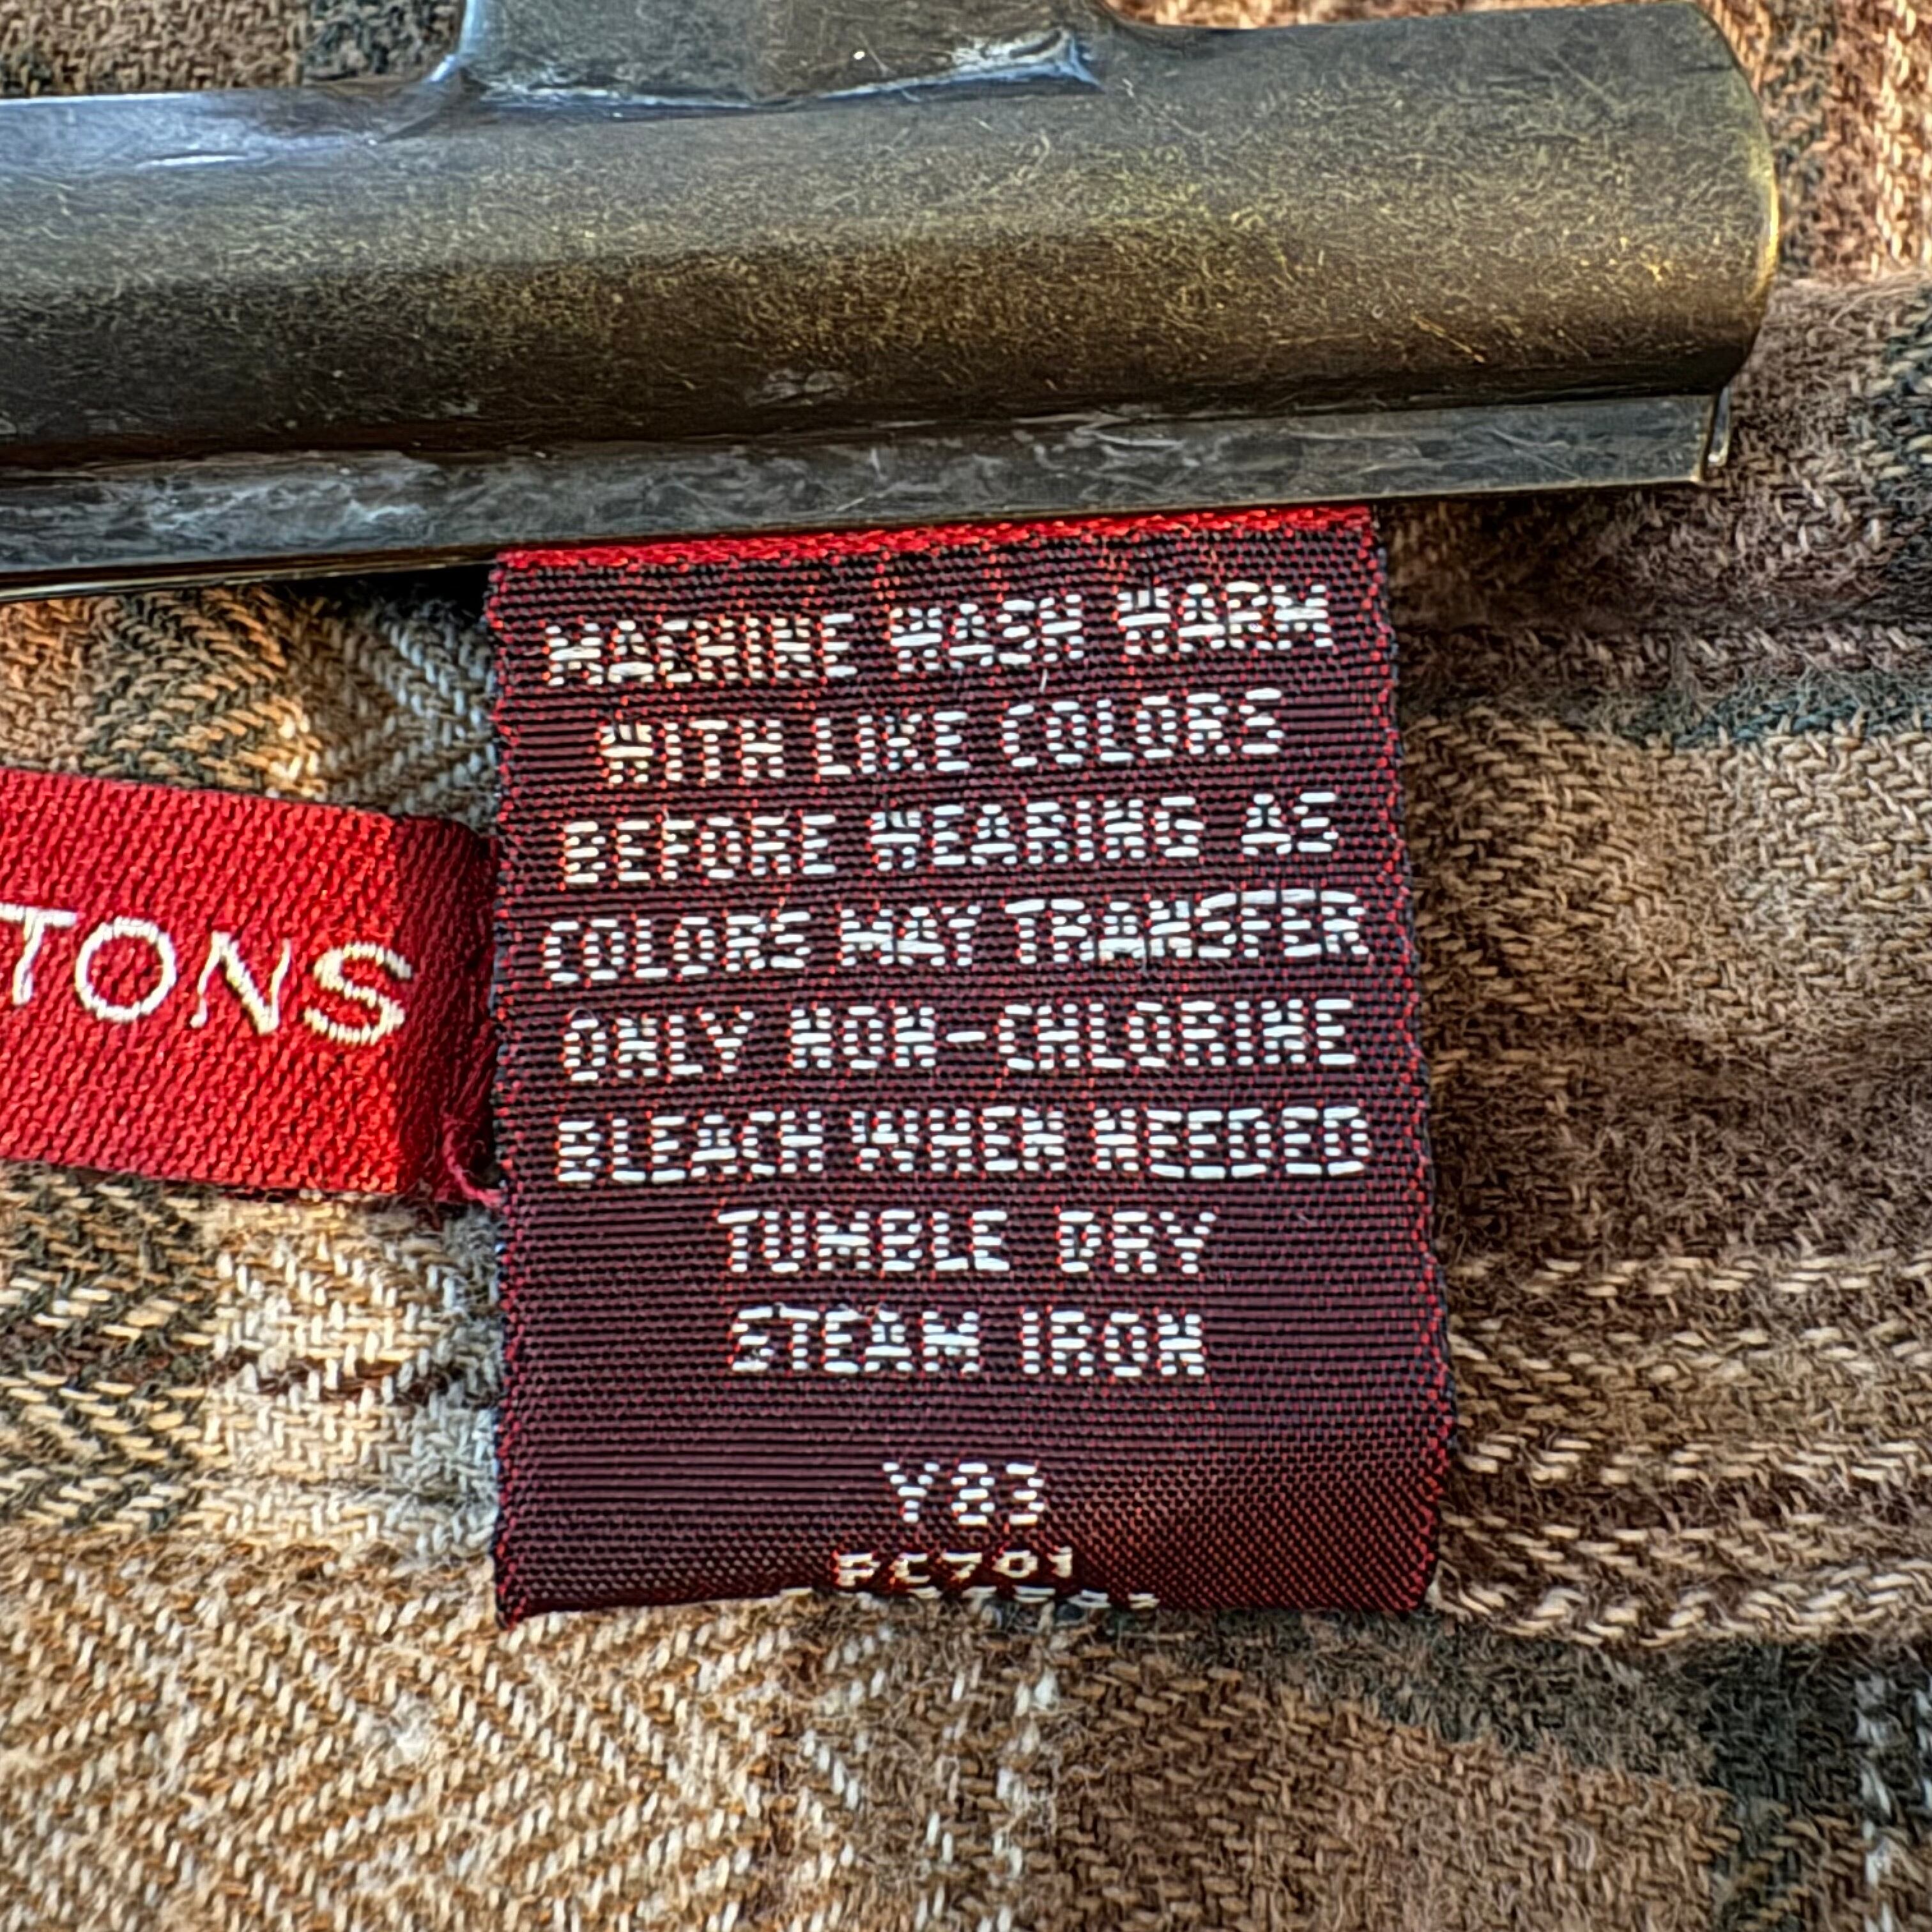 MACHINE WASH WARM
WITH LIKE COLORS
BEFORE WEARING AS
COLORS MAY TRANSFER
ONLY NON-CHLORINE
BLEACH WHEN NEEDED
TUMBLE DRY
STEAM IRON
Y83
PC701
TONS